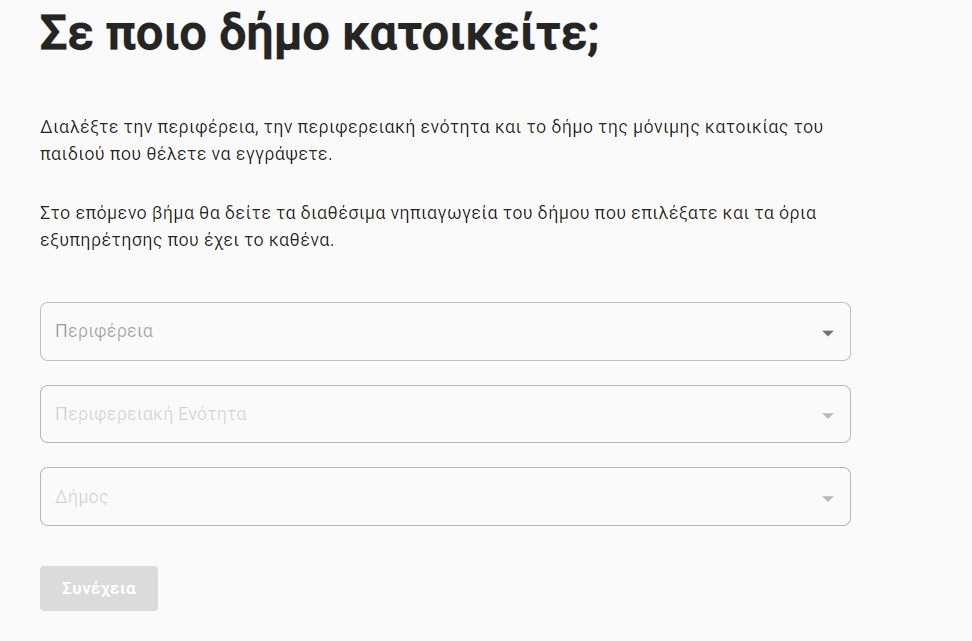 Σε ποιο δήμο κατοικείτε;
Διαλέξτε την περιφέρεια, την περιφερειακή ενότητα και το δήμο της μόνιμης κατοικίας του
παιδιού που θέλετε να εγγράψετε.
Στο επόμενο βήμα θα δείτε τα διαθέσιμα νηπιαγωγεία του δήμου που επιλέξατε και τα όρια
εξυπηρέτησης που έχει το καθένα.
Περιφέρεια
Περιφερειακή Ενότητα
Δήμος
Συνέχεια